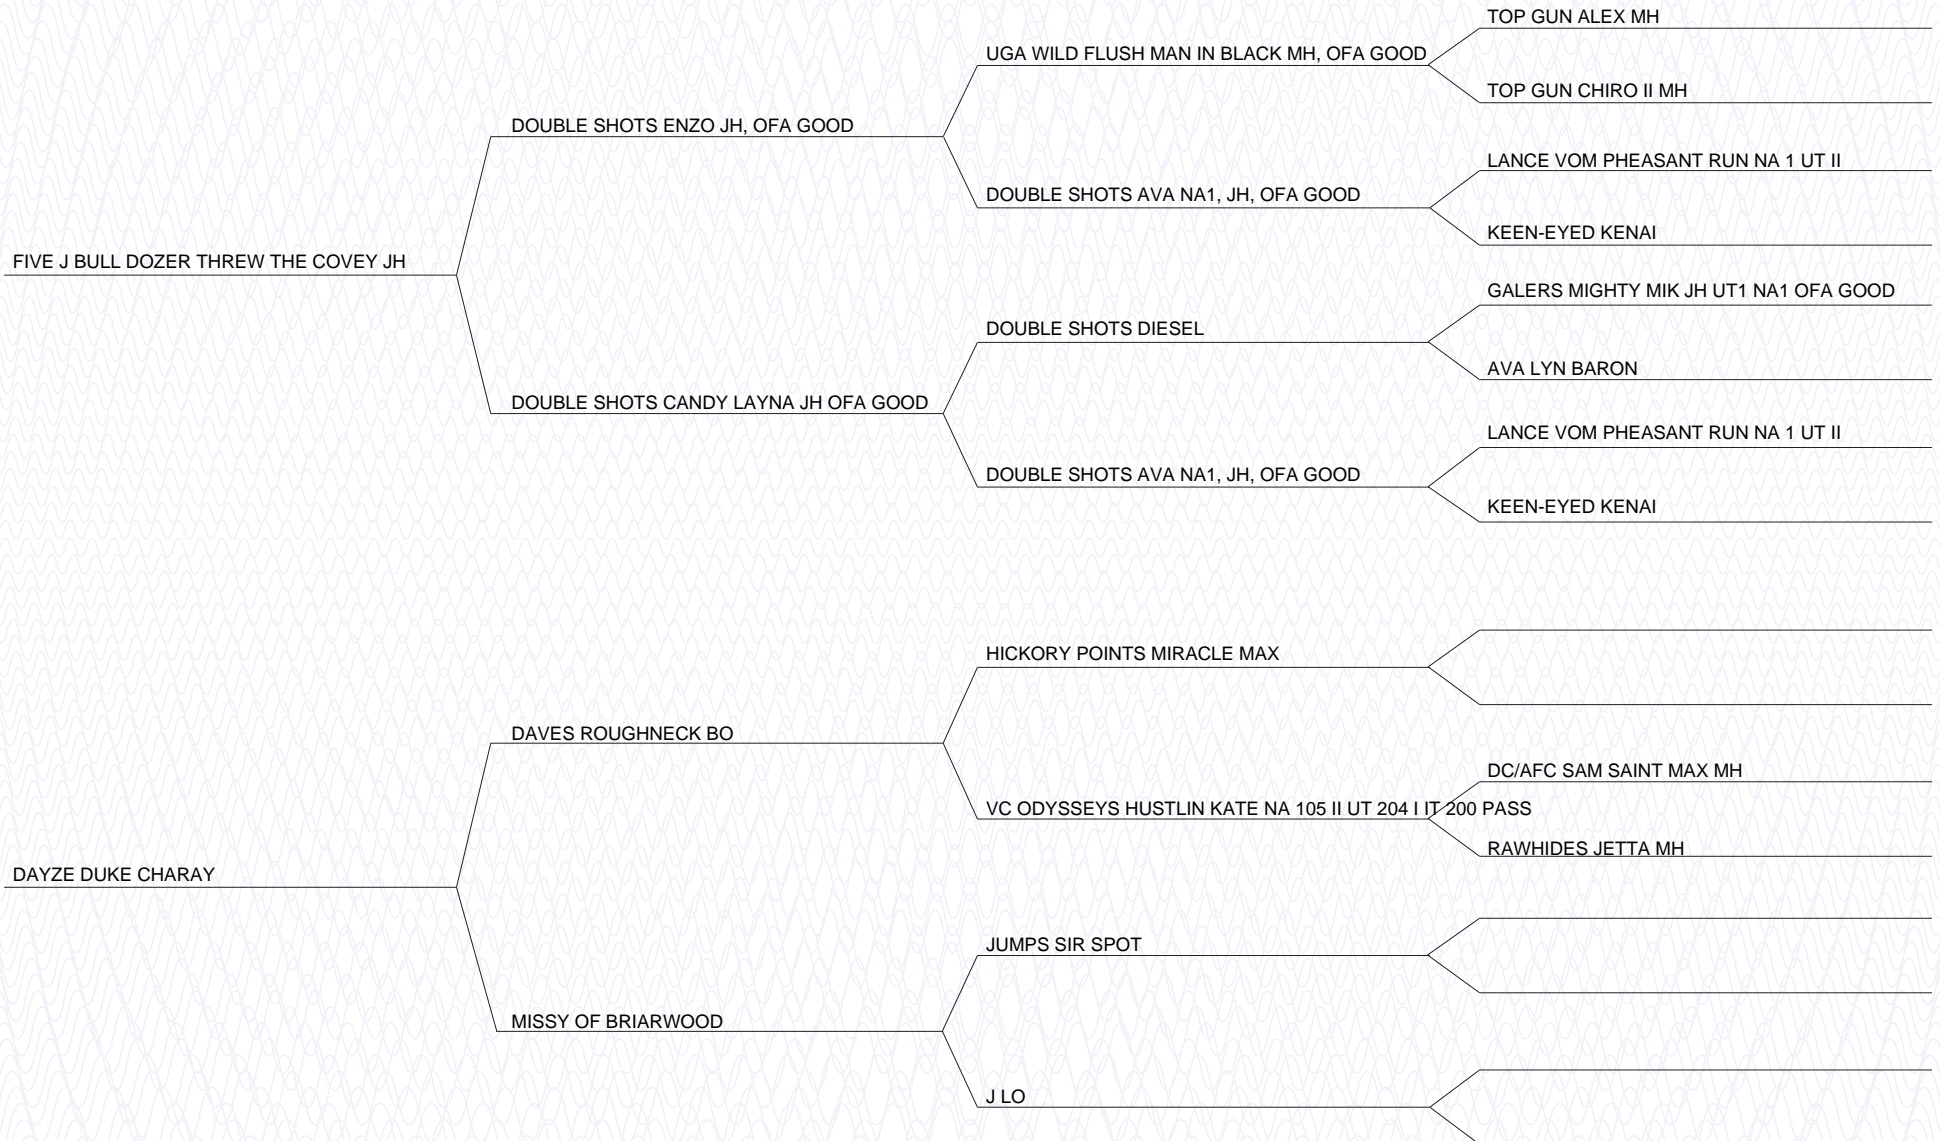 TOP GUN ALEX MH
UGA WILD FLUSH MAN IN BLACK MH, OFA GOOD
TOP GUN CHIRO II MH
DOUBLE SHOTS ENZO JH, OFA GOOD
LANCE VOM PHEASANT RUN NA 1 UT II
DOUBLE SHOTS AVA NA1, JH, OFA GOOD
KEEN-EYED KENAI
FIVE J BULL DOZER THREW THE COVEY JH
GALERS MIGHTY MIK JH UT1 NA1 OFA GOOD
DOUBLE SHOTS DIESEL
AVA LYN BARON
DOUBLE SHOTS CANDY LAYNA JH OFA GOOD
LANCE VOM PHEASANT RUN NA 1 UT II
DOUBLE SHOTS AVA NA1, JH, OFA GOOD
KEEN-EYED KENAI
HICKORY POINTS MIRACLE MAX
DAVES ROUGHNECK BO
DC/AFC SAM SAINT MAX MH
VC ODYSSEYS HUSTLIN KATE NA 105 II UT 204 I IT 200 PASS
RAWHIDES JETTA MH
DAYZE DUKE CHARAY
JUMPS SIR SPOT
MISSY OF BRIARWOOD
J LO